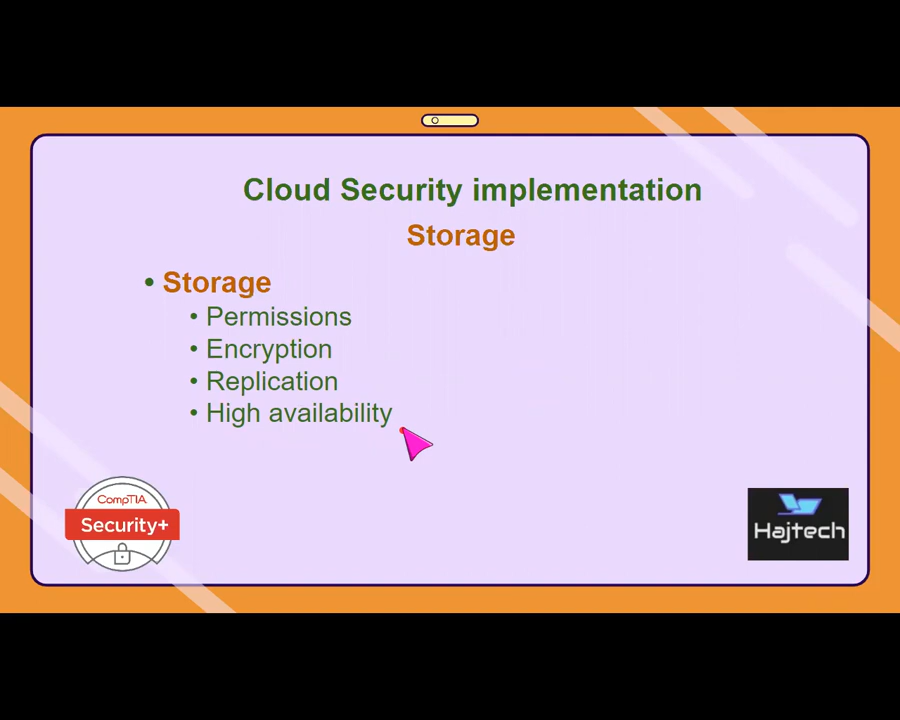 Cloud Security implementation
Storage
• Storage
• Permissions
• Encryption
• Replication
• High availability
CompTIA
Security+
Hajtech